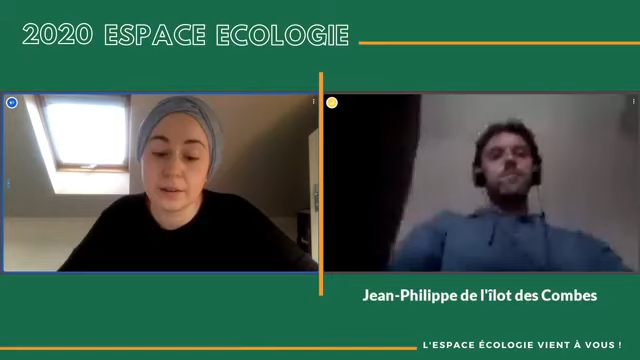 2020 ESPACE ECOLOGIE
Jean-Philippe de l'îlot des Combes
L'ESPACE ÉCOLOGIE VIENT À VOUS !